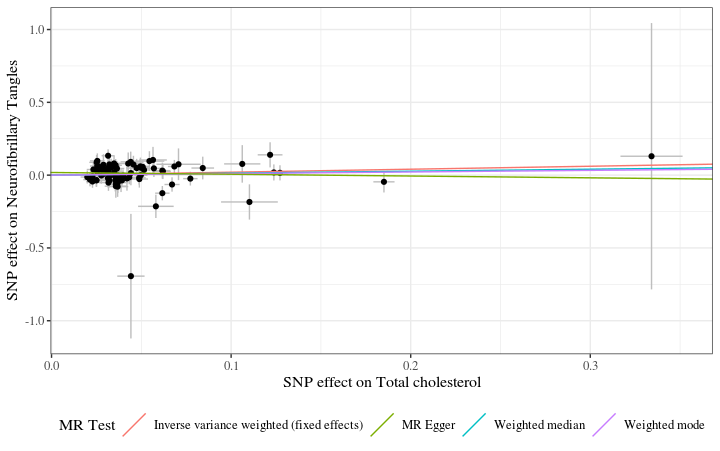 SNP effect on Neurofibrillary Tangles
1.0
0.5
0.0
-0.5
-1.0
0.0 0.1 0.2 0.3
SNP effect on Total cholesterol
MR Test Inverse variance weighted (fixed effects) MR Egger Weighted median Weighted mode